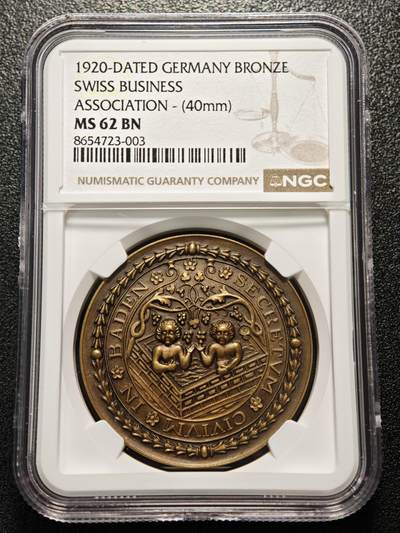 1920-DATED GERMANY BRONZE
SWISS BUSINESS
ASSOCIATION - (40mm)
MS 62 BN
8654723-003
NUMISMATIC GUARANTY COMPANY NGC
SECRETVM CIVIVM IN BADEN